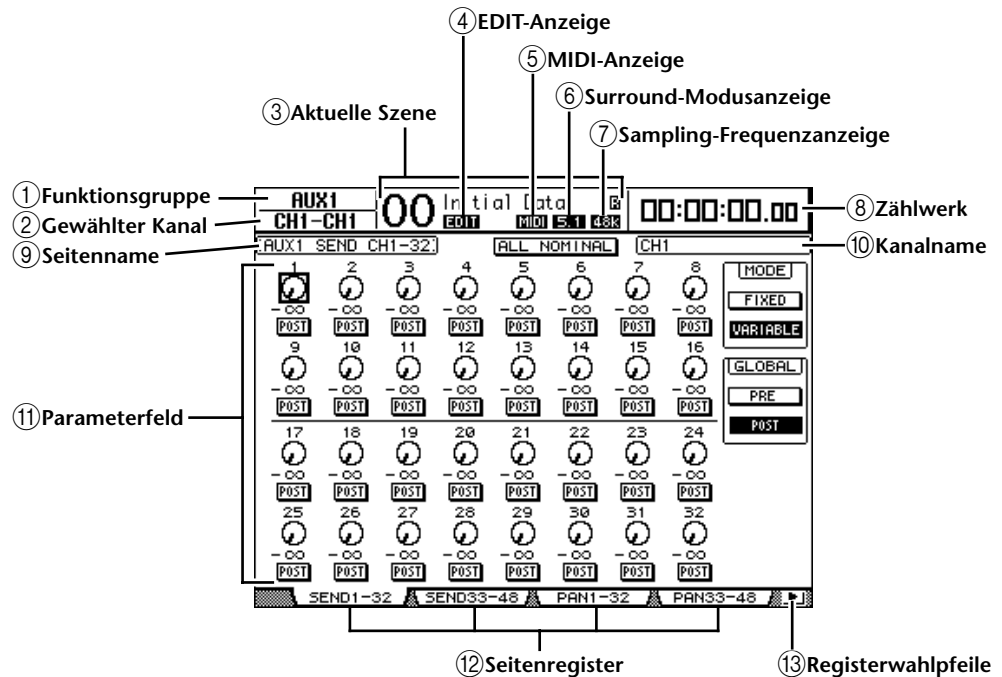 ④EDIT-Anzeige
⑤MIDI-Anzeige
⑥Surround-Modusanzeige
③Aktuelle Szene
⑦Sampling-Frequenzanzeige
①Funktionsgruppe
②Gewählter Kanal
⑨Seitenname
⑧Zählwerk
⑩Kanalname
⑪Parameterfeld
AUX1 00 Initial Data R 00:00:00.00
CH1-CH1 EDIT MIDI 5.1 48k
AUX1 SEND CH1-32 ALL NOMINAL CH1
1 2 3 4 5 6 7 8
-∞ -∞ -∞ -∞ -∞ -∞ -∞ -∞
POST POST POST POST POST POST POST POST
9 10 11 12 13 14 15 16
-∞ -∞ -∞ -∞ -∞ -∞ -∞ -∞
POST POST POST POST POST POST POST POST
17 18 19 20 21 22 23 24
-∞ -∞ -∞ -∞ -∞ -∞ -∞ -∞
POST POST POST POST POST POST POST POST
25 26 27 28 29 30 31 32
-∞ -∞ -∞ -∞ -∞ -∞ -∞ -∞
POST POST POST POST POST POST POST POST
MODE
FIXED
VARIABLE
GLOBAL
PRE
POST
SEND1-32 SEND33-48 PAN1-32 PAN33-48
⑫Seitenregister
⑬Registerwahlpfeile